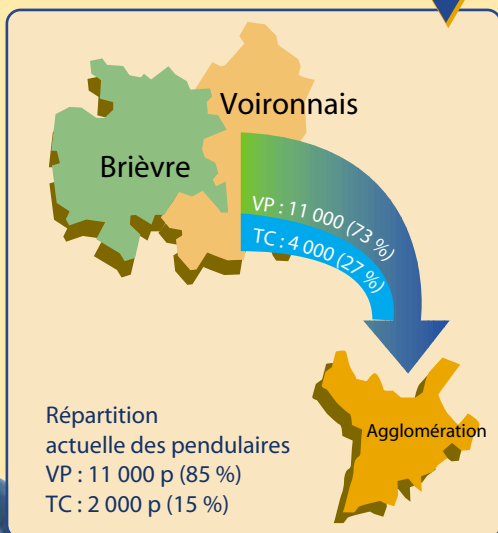 Voironnais
Brièvre
VP : 11 000 (73 %)
TC : 4 000 (27 %)
Agglomération
Répartition
actuelle des pendulaires
VP : 11 000 p (85 %)
TC : 2 000 p (15 %)